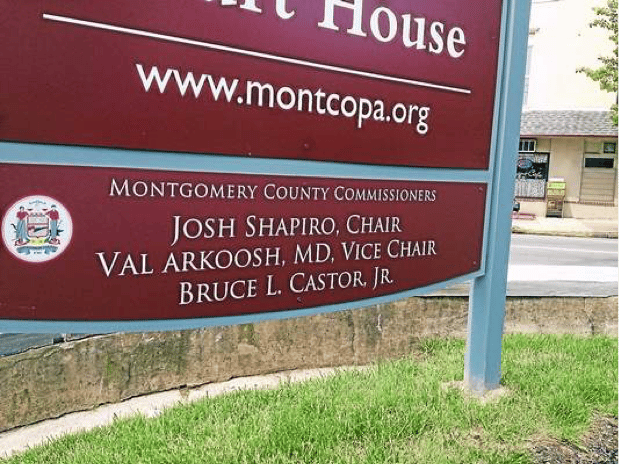 House
www.montcopa.org
MONTGOMERY COUNTY COMMISSIONERS
JOSH SHAPIRO, CHAIR
VAL ARKOOSH, MD, VICE CHAIR
BRUCE L. CASTOR, JR.